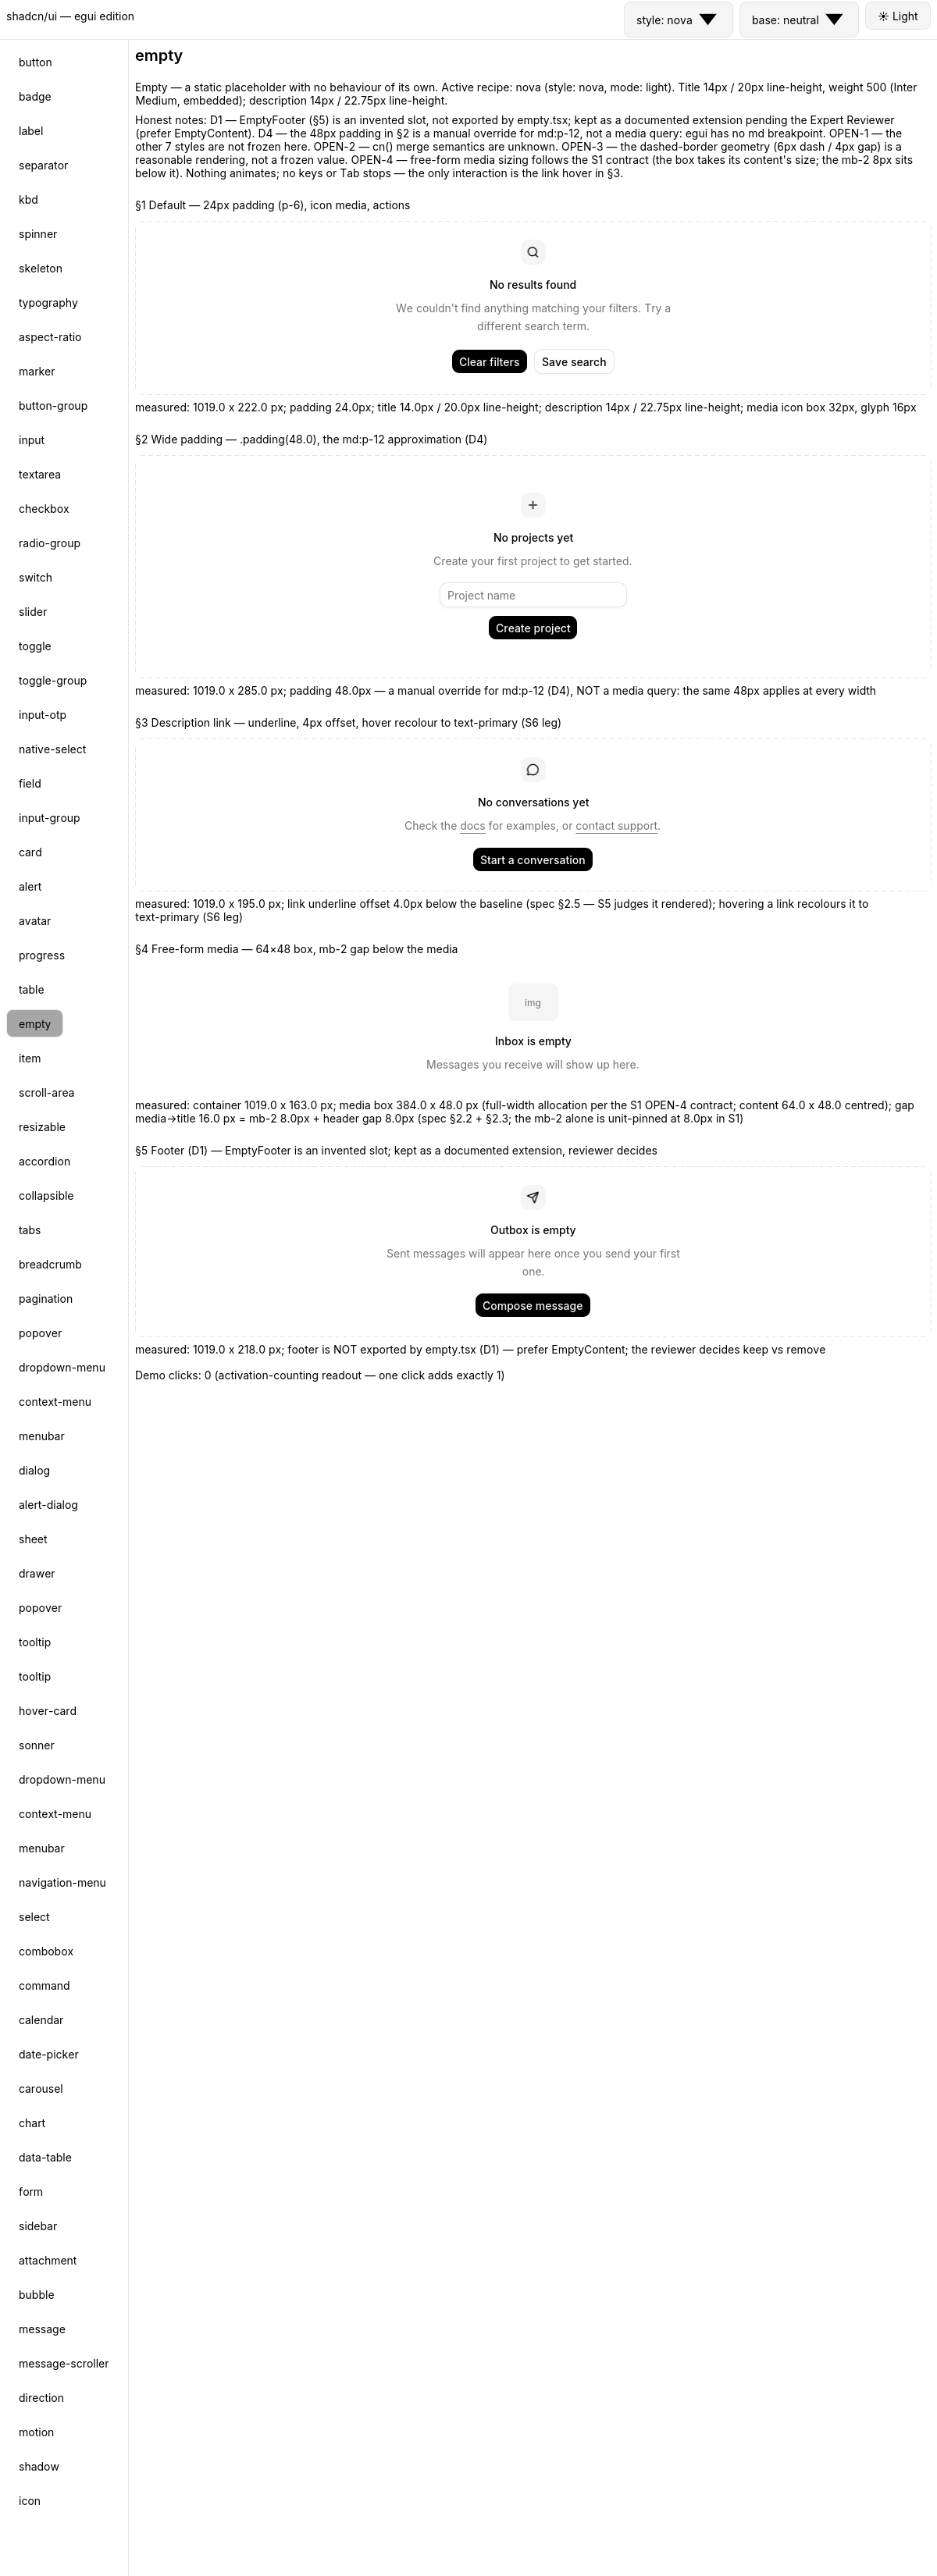 shadcn/ui — egui edition
style: nova
base: neutral
☀ Light
button
badge
label
separator
kbd
spinner
skeleton
typography
aspect-ratio
marker
button-group
input
textarea
checkbox
radio-group
switch
slider
toggle
toggle-group
input-otp
native-select
field
input-group
card
alert
avatar
progress
table
empty
item
scroll-area
resizable
accordion
collapsible
tabs
breadcrumb
pagination
popover
dropdown-menu
context-menu
menubar
dialog
alert-dialog
sheet
drawer
popover
tooltip
tooltip
hover-card
sonner
dropdown-menu
context-menu
menubar
navigation-menu
select
combobox
command
calendar
date-picker
carousel
chart
data-table
form
sidebar
attachment
bubble
message
message-scroller
direction
motion
shadow
icon
empty
Empty — a static placeholder with no behaviour of its own. Active recipe: nova (style: nova, mode: light). Title 14px / 20px line-height, weight 500 (Inter
Medium, embedded); description 14px / 22.75px line-height.
Honest notes: D1 — EmptyFooter (§5) is an invented slot, not exported by empty.tsx; kept as a documented extension pending the Expert Reviewer
(prefer EmptyContent). D4 — the 48px padding in §2 is a manual override for md:p-12, not a media query: egui has no md breakpoint. OPEN-1 — the
other 7 styles are not frozen here. OPEN-2 — cn() merge semantics are unknown. OPEN-3 — the dashed-border geometry (6px dash / 4px gap) is a
reasonable rendering, not a frozen value. OPEN-4 — free-form media sizing follows the S1 contract (the box takes its content's size; the mb-2 8px sits
below it). Nothing animates; no keys or Tab stops — the only interaction is the link hover in §3.
§1 Default — 24px padding (p-6), icon media, actions
No results found
We couldn't find anything matching your filters. Try a
different search term.
Clear filters
Save search
measured: 1019.0 x 222.0 px; padding 24.0px; title 14.0px / 20.0px line-height; description 14px / 22.75px line-height; media icon box 32px, glyph 16px
§2 Wide padding — .padding(48.0), the md:p-12 approximation (D4)
No projects yet
Create your first project to get started.
Project name
Create project
measured: 1019.0 x 285.0 px; padding 48.0px — a manual override for md:p-12 (D4), NOT a media query: the same 48px applies at every width
§3 Description link — underline, 4px offset, hover recolour to text-primary (S6 leg)
No conversations yet
Check the docs for examples, or contact support.
Start a conversation
measured: 1019.0 x 195.0 px; link underline offset 4.0px below the baseline (spec §2.5 — S5 judges it rendered); hovering a link recolours it to
text-primary (S6 leg)
§4 Free-form media — 64×48 box, mb-2 gap below the media
img
Inbox is empty
Messages you receive will show up here.
measured: container 1019.0 x 163.0 px; media box 384.0 x 48.0 px (full-width allocation per the S1 OPEN-4 contract; content 64.0 x 48.0 centred); gap
media→title 16.0 px = mb-2 8.0px + header gap 8.0px (spec §2.2 + §2.3; the mb-2 alone is unit-pinned at 8.0px in S1)
§5 Footer (D1) — EmptyFooter is an invented slot; kept as a documented extension, reviewer decides
Outbox is empty
Sent messages will appear here once you send your first
one.
Compose message
measured: 1019.0 x 218.0 px; footer is NOT exported by empty.tsx (D1) — prefer EmptyContent; the reviewer decides keep vs remove
Demo clicks: 0 (activation-counting readout — one click adds exactly 1)